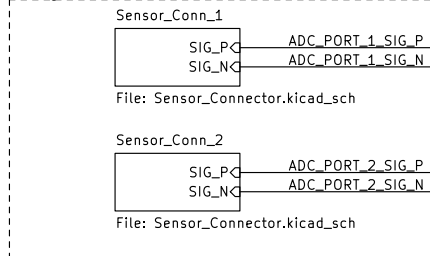 Sensor_Conn_1
SIG_P ADC_PORT_1_SIG_P
SIG_N ADC_PORT_1_SIG_N
File: Sensor_Connector.kicad_sch
Sensor_Conn_2
SIG_P ADC_PORT_2_SIG_P
SIG_N ADC_PORT_2_SIG_N
File: Sensor_Connector.kicad_sch